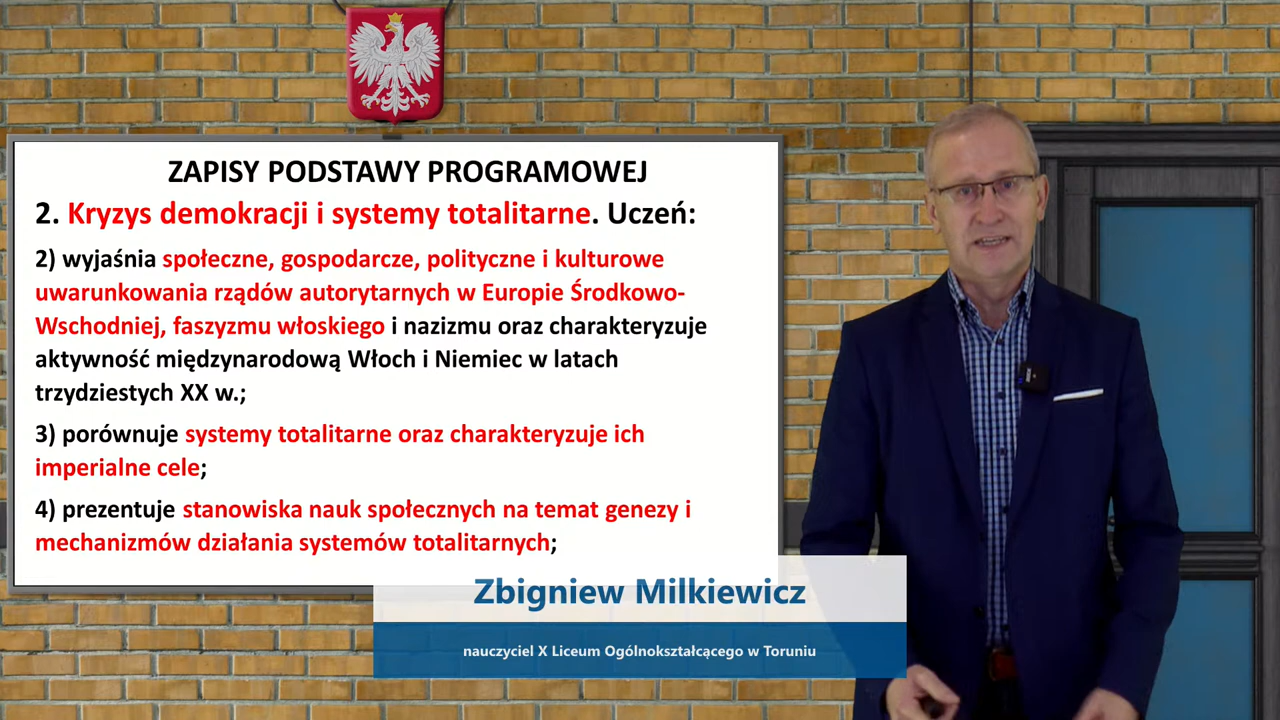 ZAPISY PODSTAWY PROGRAMOWEJ
2. Kryzys demokracji i systemy totalitarne. Uczeń:
2) wyjaśnia społeczne, gospodarcze, polityczne i kulturowe
uwarunkowania rządów autorytarnych w Europie Środkowo-
Wschodniej, faszyzmu włoskiego i nazizmu oraz charakteryzuje
aktywność międzynarodową Włoch i Niemiec w latach
trzydziestych XX w.;
3) porównuje systemy totalitarne oraz charakteryzuje ich
imperialne cele;
4) prezentuje stanowiska nauk społecznych na temat genezy i
mechanizmów działania systemów totalitarnych;
Zbigniew Milkiewicz
nauczyciel X Liceum Ogólnokształcącego w Toruniu